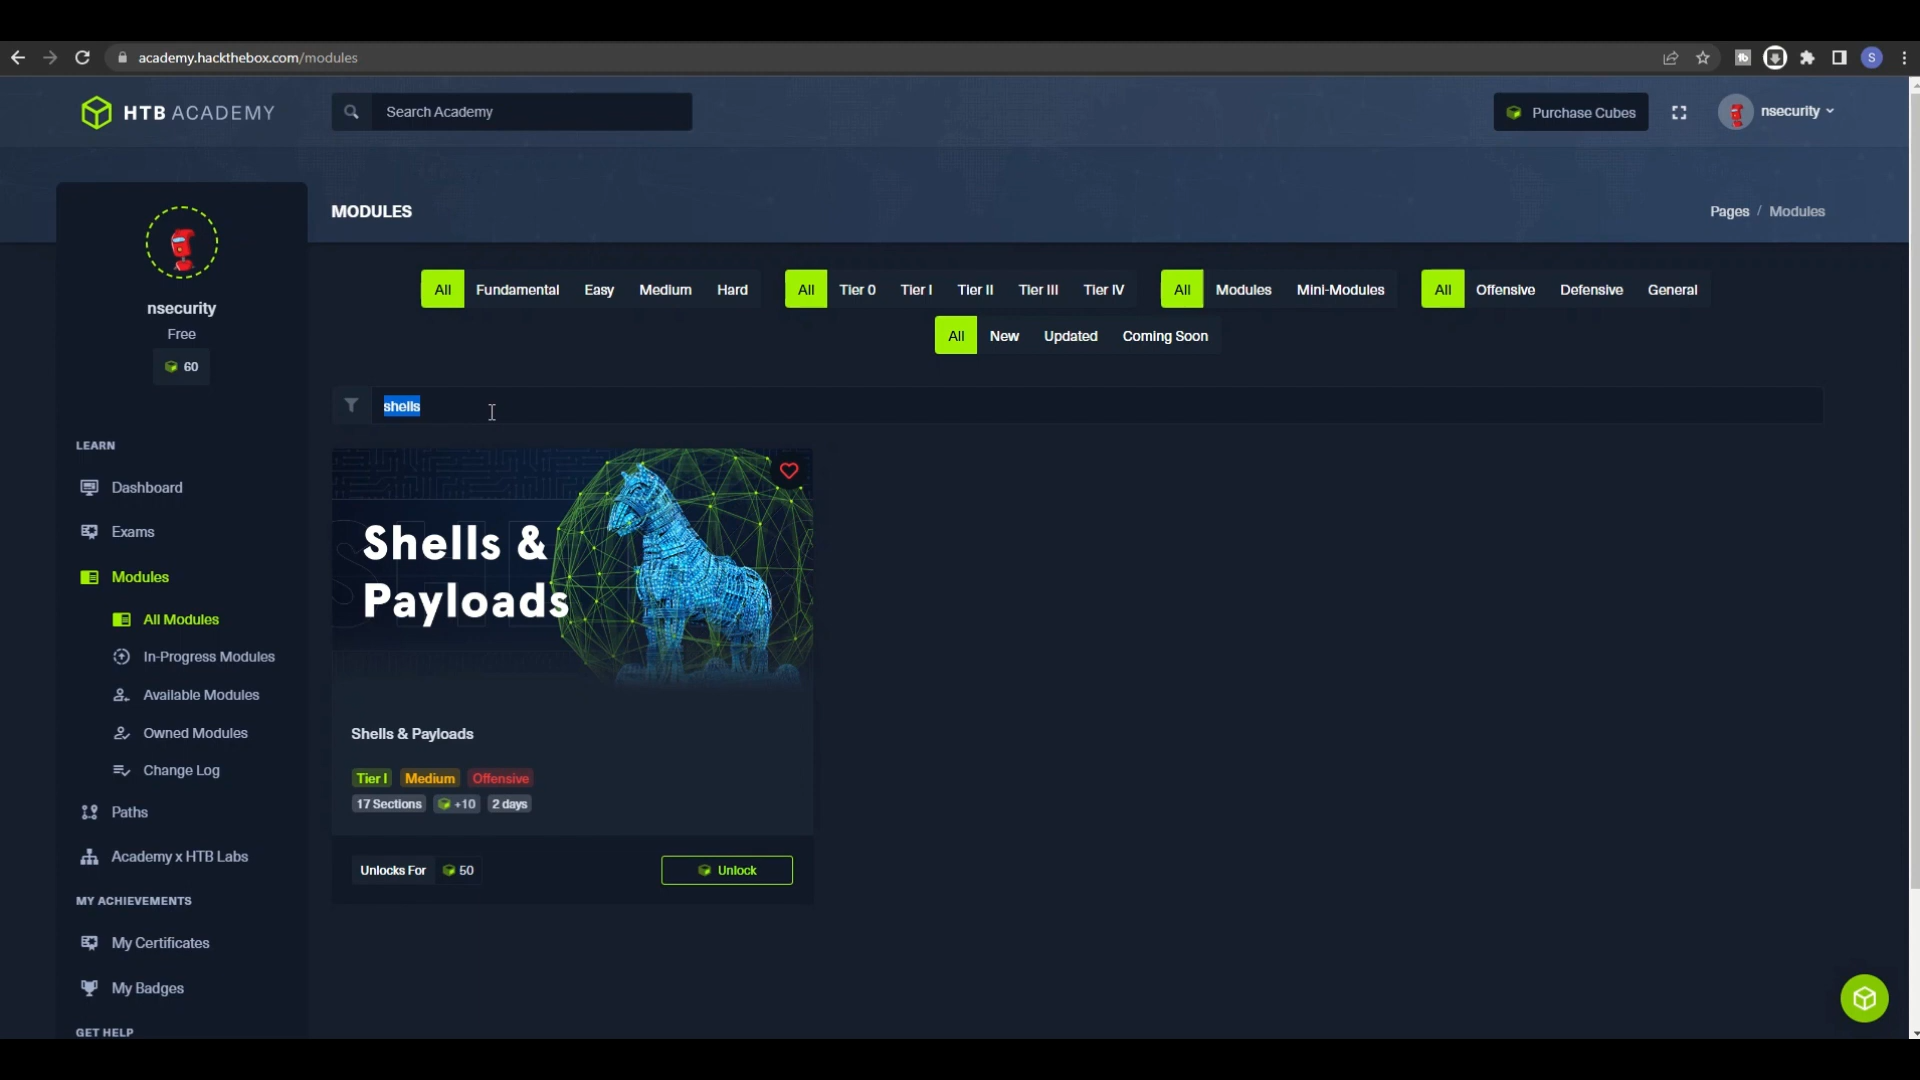 academy.hackthebox.com/modules
S
HTB ACADEMY
Search Academy
Purchase Cubes
nsecurity
MODULES
Pages / Modules
All Fundamental Easy Medium Hard All Tier 0 Tier I Tier II Tier III Tier IV All Modules Mini-Modules All Offensive Defensive General
All New Updated Coming Soon
nsecurity
Free
60
shells
LEARN
Dashboard
Exams
Modules
All Modules
In-Progress Modules
Available Modules
Owned Modules
Change Log
Paths
Academy x HTB Labs
MY ACHIEVEMENTS
My Certificates
My Badges
GET HELP
Shells &
Payloads
Shells & Payloads
Tier I Medium Offensive
17 Sections +10 2 days
Unlocks For 50 Unlock